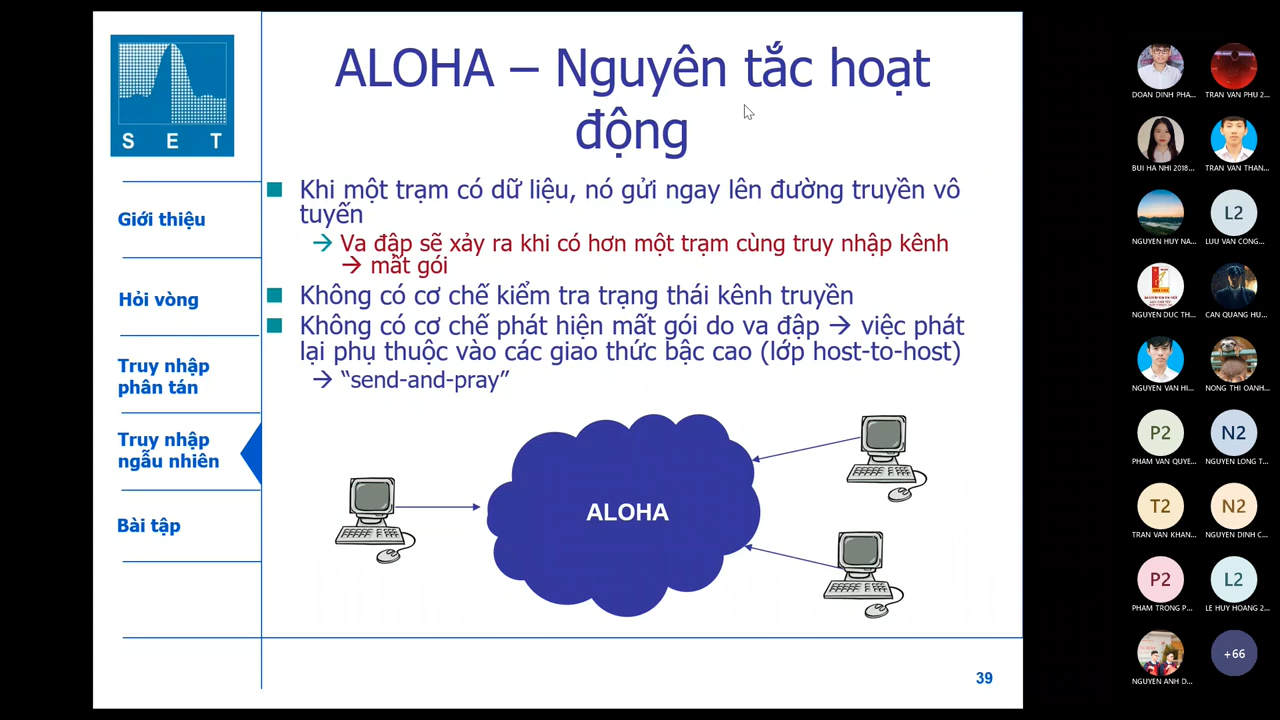 S E T
Giới thiệu
Hỏi vòng
Truy nhập
phân tán
Truy nhập
ngẫu nhiên
Bài tập
ALOHA – Nguyên tắc hoạt
động
Khi một trạm có dữ liệu, nó gửi ngay lên đường truyền vô
tuyến
→ Va đập sẽ xảy ra khi có hơn một trạm cùng truy nhập kênh
→ mất gói
Không có cơ chế kiểm tra trạng thái kênh truyền
Không có cơ chế phát hiện mất gói do va đập → việc phát
lại phụ thuộc vào các giao thức bậc cao (lớp host-to-host)
→ “send-and-pray”
ALOHA
39
DOAN DINH PHA...
TRAN VAN PHU 2...
BUI HA NHI 2018...
TRAN VAN THAN...
NGUYEN HUY NA...
L2
LUU VAN CONG...
NGUYEN DUC TH...
CAN QUANG HU...
NGUYEN VAN HI...
NONG THI OANH...
P2
PHAM VAN QUYE...
N2
NGUYEN LONG T...
T2
TRAN VAN KHAN...
N2
NGUYEN DINH C...
P2
PHAM TRONG P...
L2
LE HUY HOANG 2...
NGUYEN ANH D...
+66